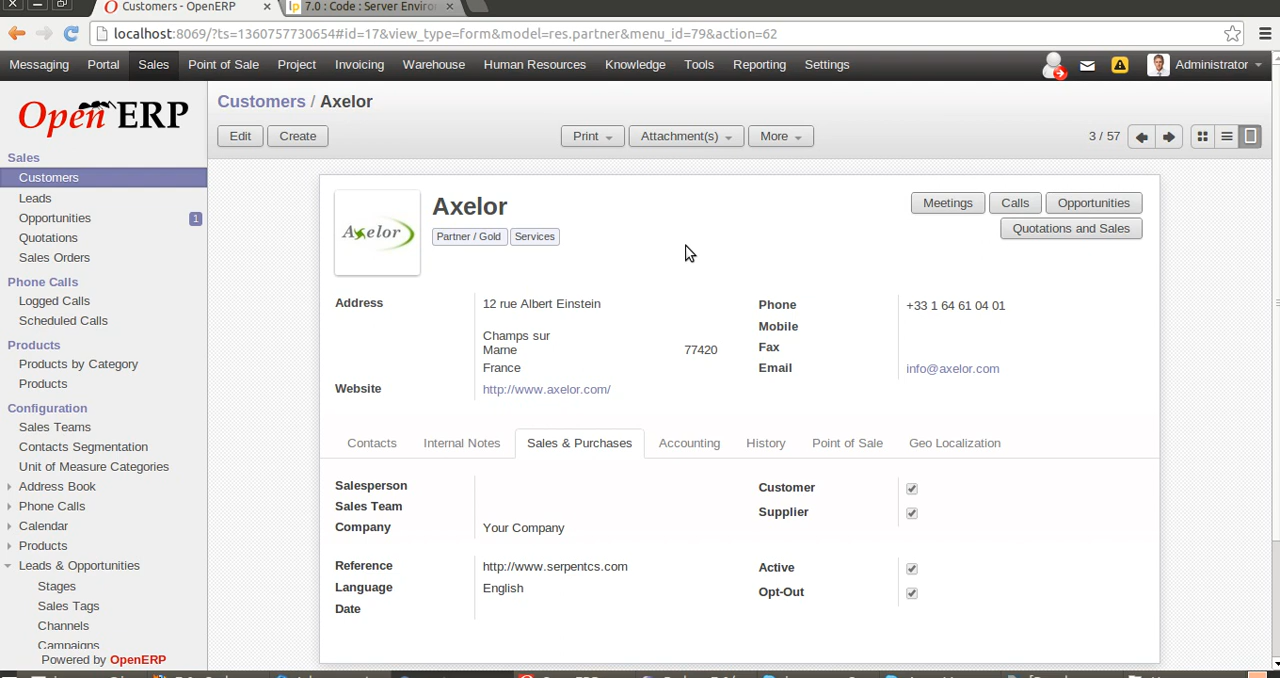 Customers - OpenERP
7.0 : Code : Server Enviro
localhost:8069/?ts=1360757730654#id=17&view_type=form&model=res.partner&menu_id=79&action=62
Messaging Portal Sales Point of Sale Project Invoicing Warehouse Human Resources Knowledge Tools Reporting Settings Administrator
Open ERP
Customers / Axelor
Edit Create Print Attachment(s) More 3 / 57
Sales
Customers
Leads
Opportunities 1
Quotations
Sales Orders
Phone Calls
Logged Calls
Scheduled Calls
Products
Products by Category
Products
Configuration
Sales Teams
Contacts Segmentation
Unit of Measure Categories
Address Book
Phone Calls
Calendar
Products
Leads & Opportunities
Stages
Sales Tags
Channels
Campaigns
Powered by OpenERP
Axelor
Axelor
Partner / Gold Services
Meetings Calls Opportunities
Quotations and Sales
Address 12 rue Albert Einstein
Champs sur
Marne 77420
France
Website http://www.axelor.com/
Phone +33 1 64 61 04 01
Mobile
Fax
Email info@axelor.com
Contacts Internal Notes Sales & Purchases Accounting History Point of Sale Geo Localization
Salesperson
Sales Team
Company Your Company
Customer
Supplier
Reference http://www.serpentcs.com
Language English
Date
Active
Opt-Out